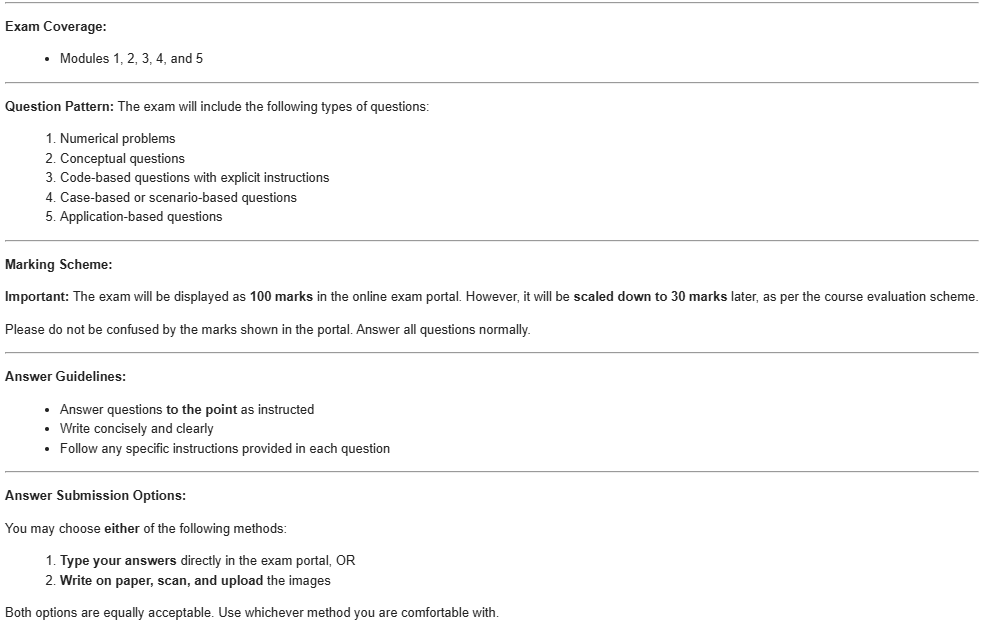 Exam Coverage:
• Modules 1, 2, 3, 4, and 5
Question Pattern: The exam will include the following types of questions:
1. Numerical problems
2. Conceptual questions
3. Code-based questions with explicit instructions
4. Case-based or scenario-based questions
5. Application-based questions
Marking Scheme:
Important: The exam will be displayed as 100 marks in the online exam portal. However, it will be scaled down to 30 marks later, as per the course evaluation scheme.
Please do not be confused by the marks shown in the portal. Answer all questions normally.
Answer Guidelines:
• Answer questions to the point as instructed
• Write concisely and clearly
• Follow any specific instructions provided in each question
Answer Submission Options:
You may choose either of the following methods:
1. Type your answers directly in the exam portal, OR
2. Write on paper, scan, and upload the images
Both options are equally acceptable. Use whichever method you are comfortable with.